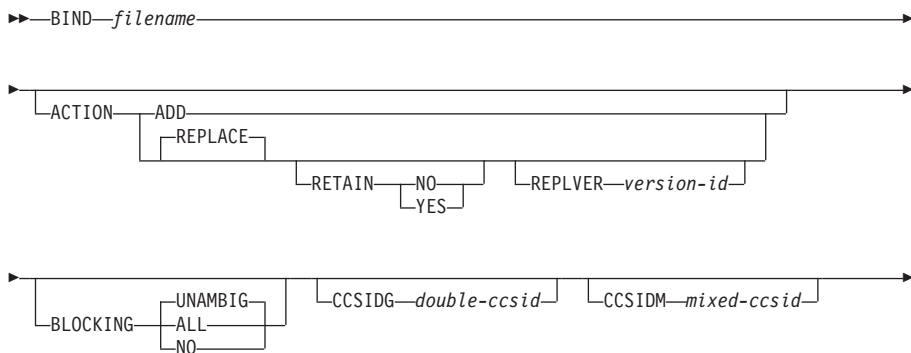 BIND filename
ACTION ADD
REPLACE
RETAIN NO REPLVER version-id
YES
UNAMBIG CCSIDG double-ccsid CCSIDM mixed-ccsid
BLOCKING ALL
NO